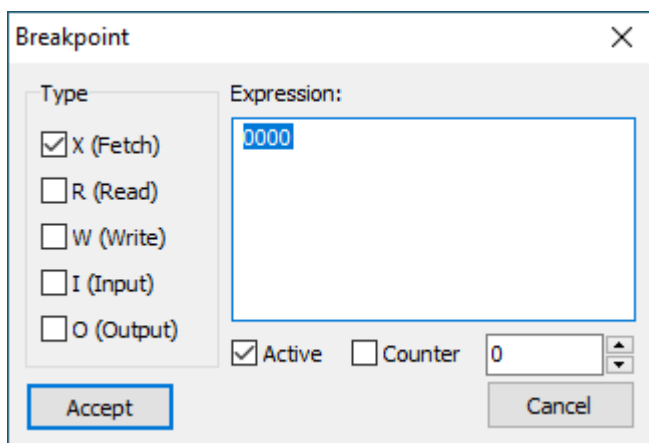 Breakpoint
Type
X (Fetch)
R (Read)
W (Write)
I (Input)
O (Output)
Expression:
0000
Active
Counter
0
Accept
Cancel